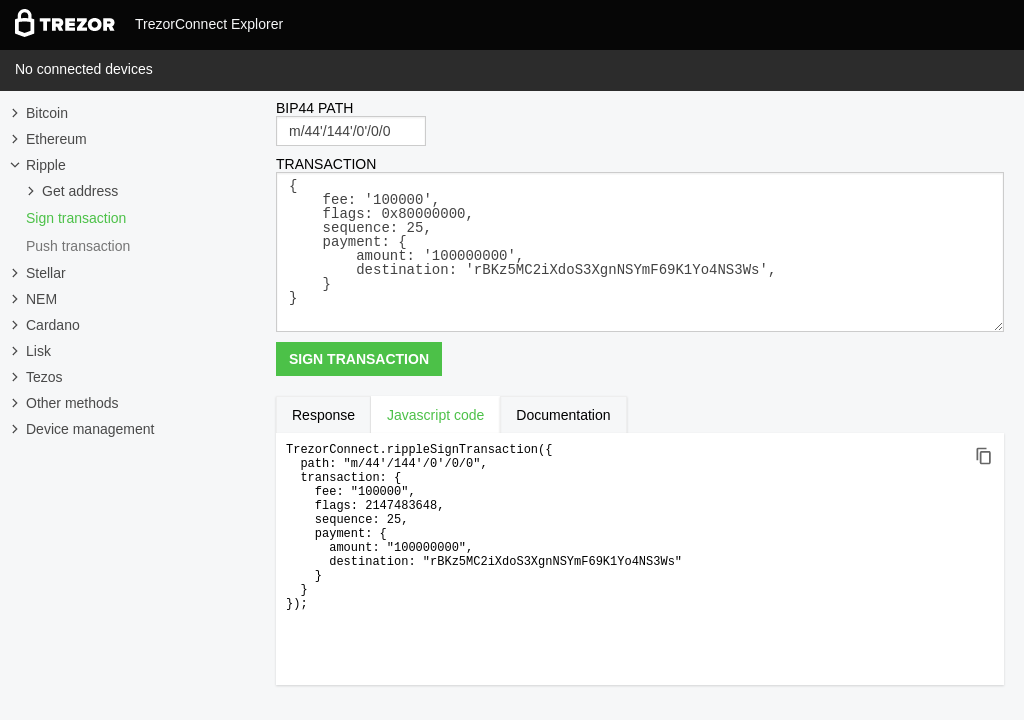 TREZOR TrezorConnect Explorer
No connected devices
Bitcoin
Ethereum
Ripple
Get address
Sign transaction
Push transaction
Stellar
NEM
Cardano
Lisk
Tezos
Other methods
Device management
BIP44 PATH
m/44'/144'/0'/0/0
TRANSACTION
{
    fee: '100000',
    flags: 0x80000000,
    sequence: 25,
    payment: {
        amount: '100000000',
        destination: 'rBKz5MC2iXdoS3XgnNSYmF69K1Yo4NS3Ws',
    }
}
SIGN TRANSACTION
Response Javascript code Documentation
TrezorConnect.rippleSignTransaction({
  path: "m/44'/144'/0'/0/0",
  transaction: {
    fee: "100000",
    flags: 2147483648,
    sequence: 25,
    payment: {
      amount: "100000000",
      destination: "rBKz5MC2iXdoS3XgnNSYmF69K1Yo4NS3Ws"
    }
  }
});